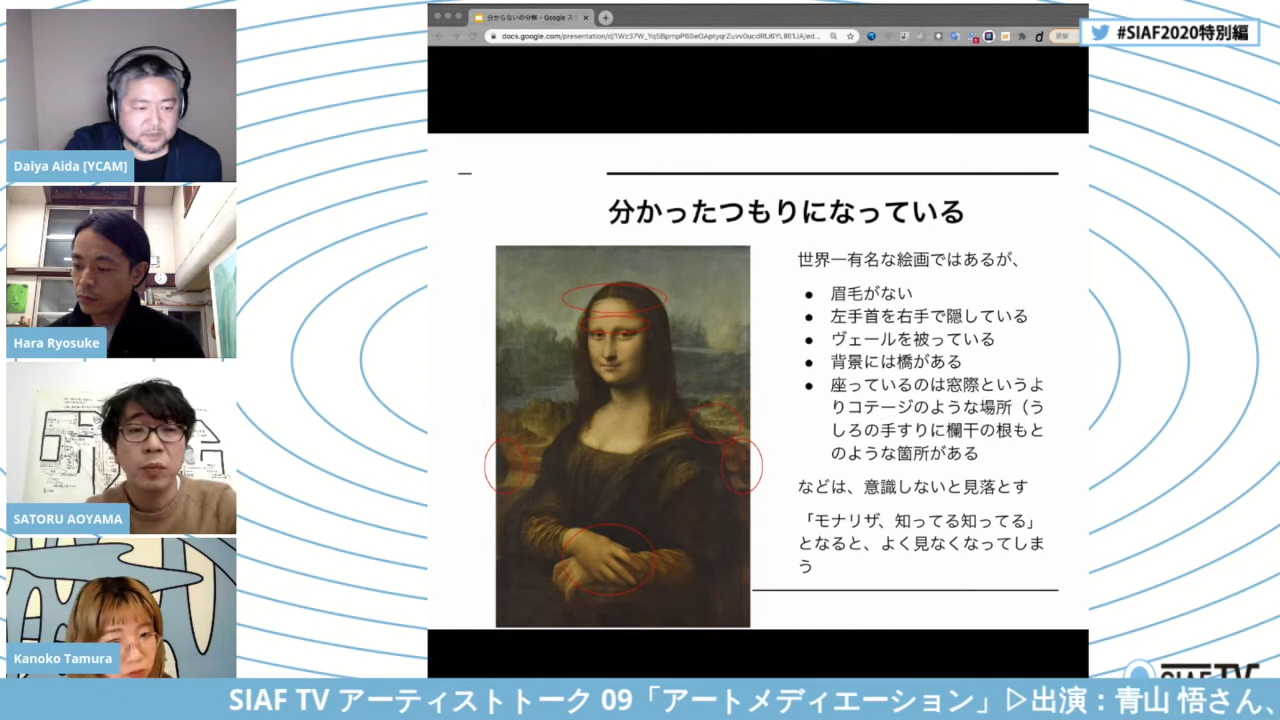 Daiya Aida [YCAM]
Hara Ryosuke
SATORU AOYAMA
Kanoko Tamura
分からないの分解 - Google ス
#SIAF2020特別編
分かったつもりになっている
世界一有名な絵画ではあるが、
● 眉毛がない
● 左手首を右手で隠している
● ヴェールを被っている
● 背景には橋がある
● 座っているのは窓際というよ
りコテージのような場所（う
しろの手すりに欄干の根もと
のような箇所がある
などは、意識しないと見落とす
「モナリザ、知ってる知ってる」
となると、よく見なくなってしま
う
SIAF TV
SIAF TV アーティストトーク 09「アートメディエーション」▷出演：青山 悟さん、